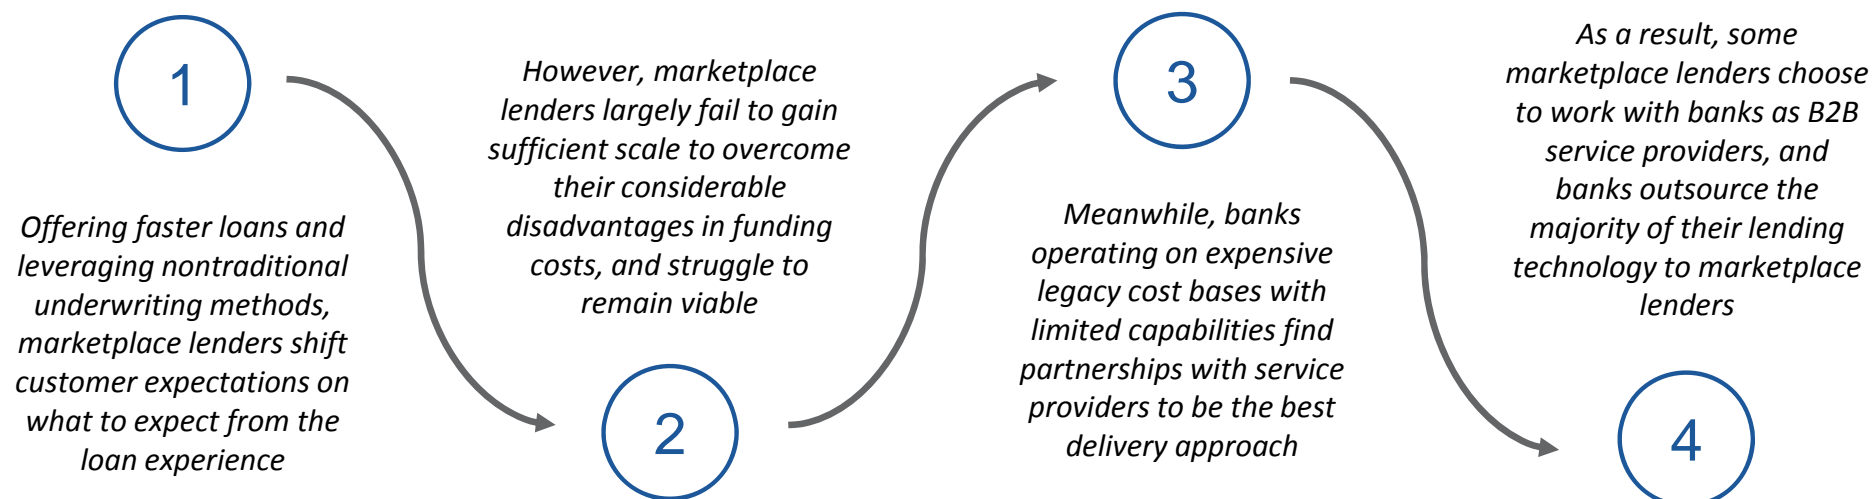 1
Offering faster loans and
leveraging nontraditional
underwriting methods,
marketplace lenders shift
customer expectations on
what to expect from the
loan experience
However, marketplace
lenders largely fail to gain
sufficient scale to overcome
their considerable
disadvantages in funding
costs, and struggle to
remain viable
2
3
Meanwhile, banks
operating on expensive
legacy cost bases with
limited capabilities find
partnerships with service
providers to be the best
delivery approach
As a result, some
marketplace lenders choose
to work with banks as B2B
service providers, and
banks outsource the
majority of their lending
technology to marketplace
lenders
4